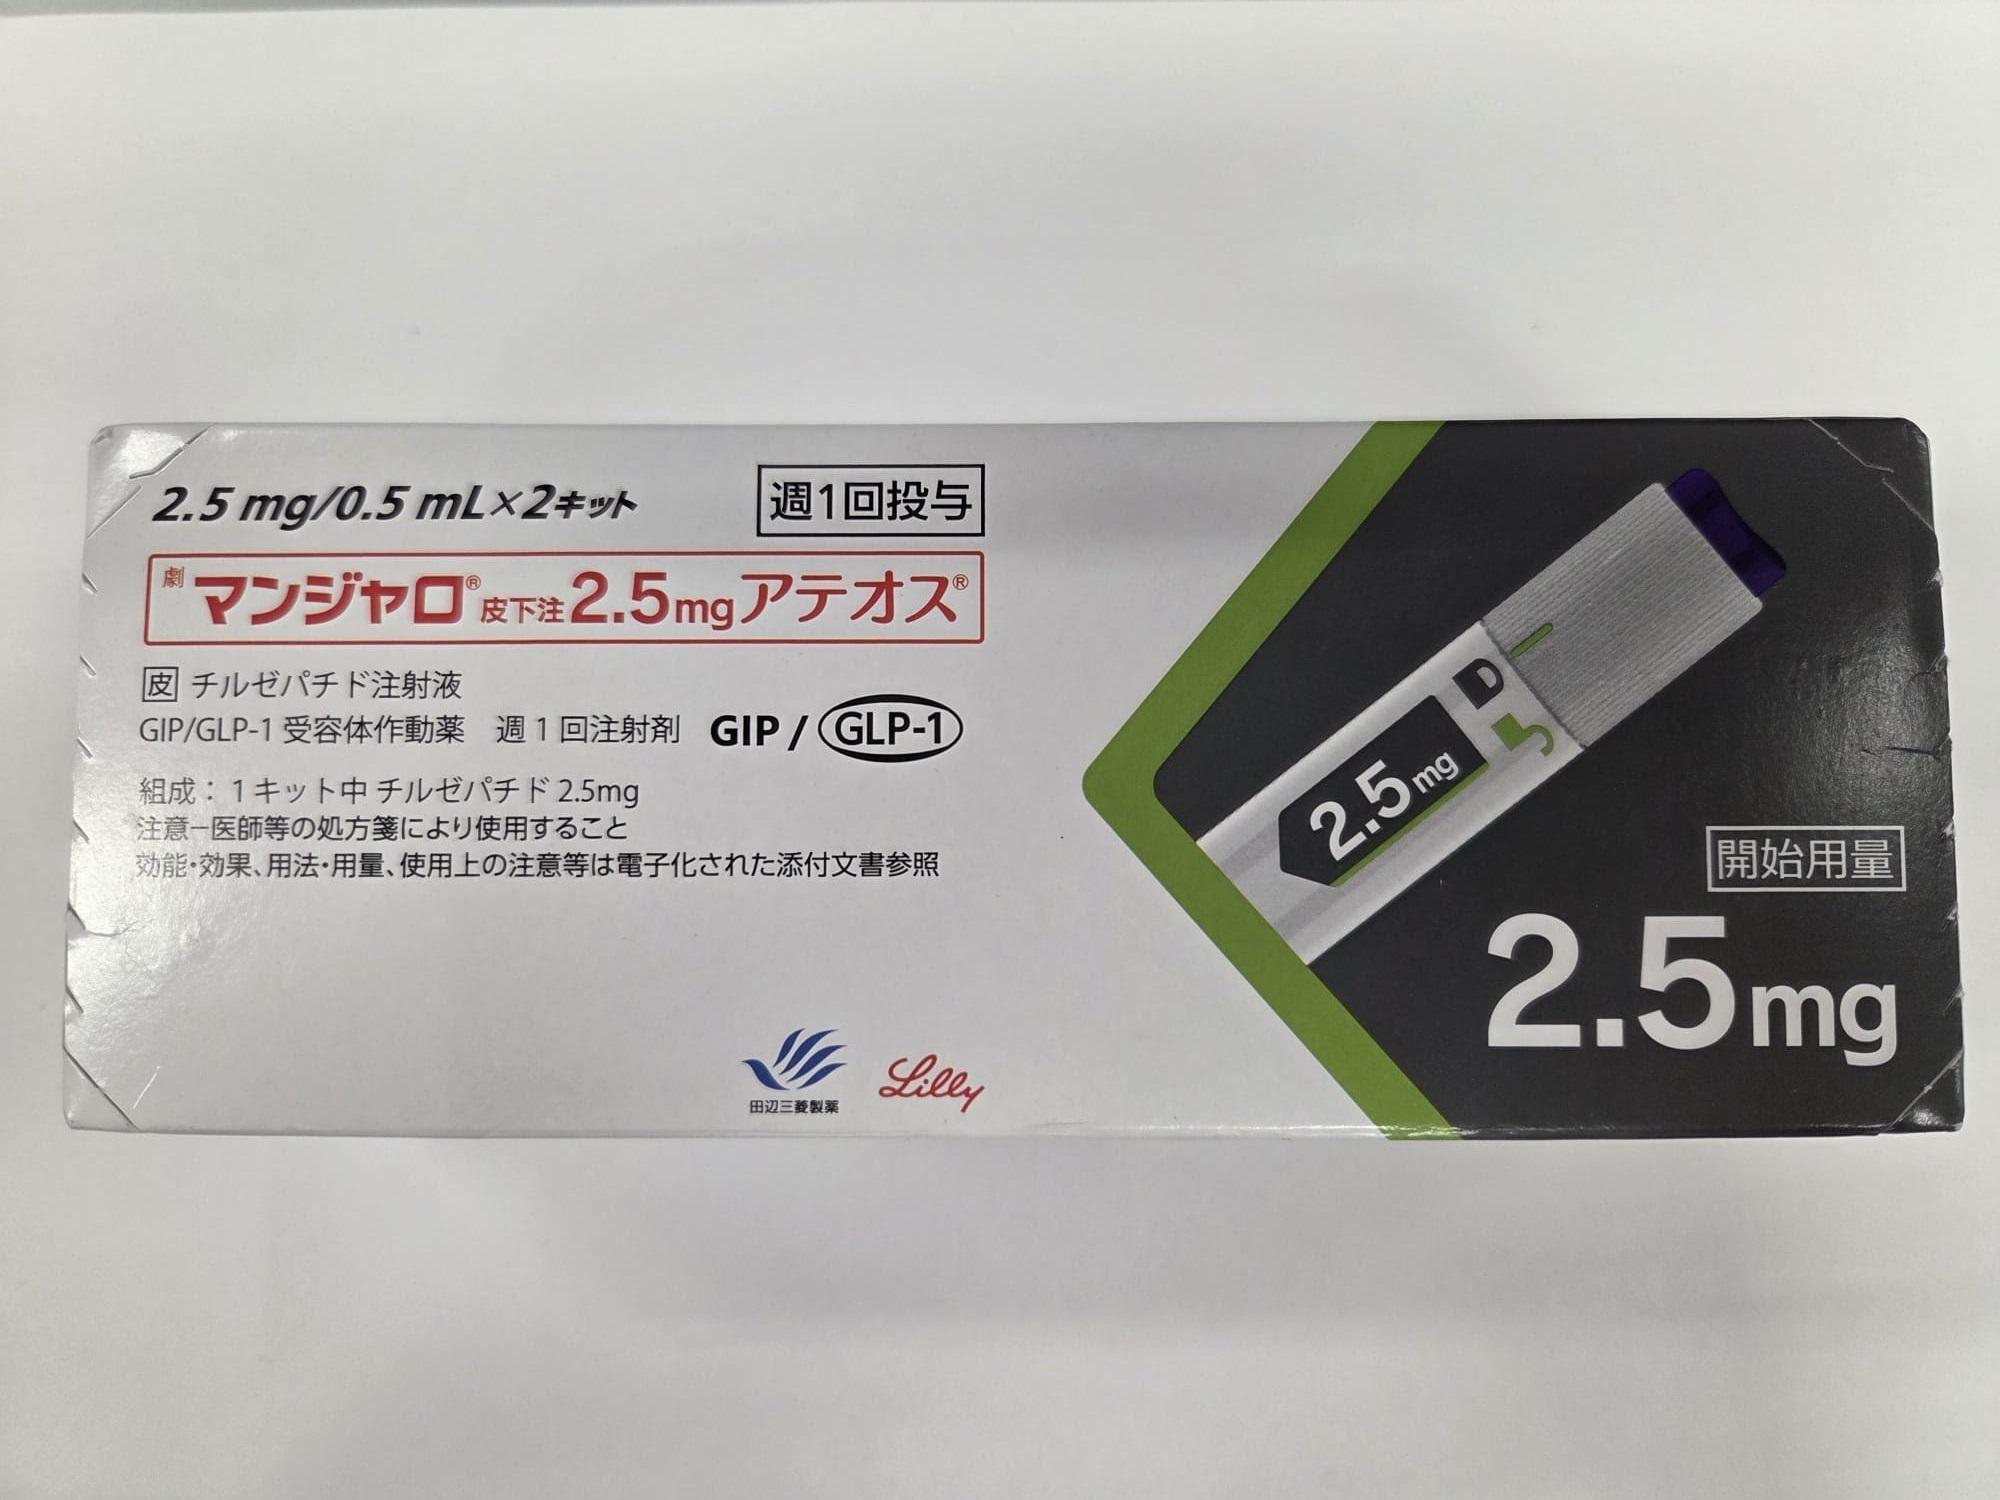 2.5 mg/0.5 mL×2キット
週1回投与
劇 マンジャロ® 皮下注2.5mgアテオス®
皮 チルゼパチド注射液
GIP/GLP-1 受容体作動薬 週1回注射剤 GIP / GLP-1
組成：1キット中 チルゼパチド 2.5mg
注意−医師等の処方箋により使用すること
効能・効果、用法・用量、使用上の注意等は電子化された添付文書参照
田辺三菱製薬
Lilly
2.5mg
開始用量
2.5mg